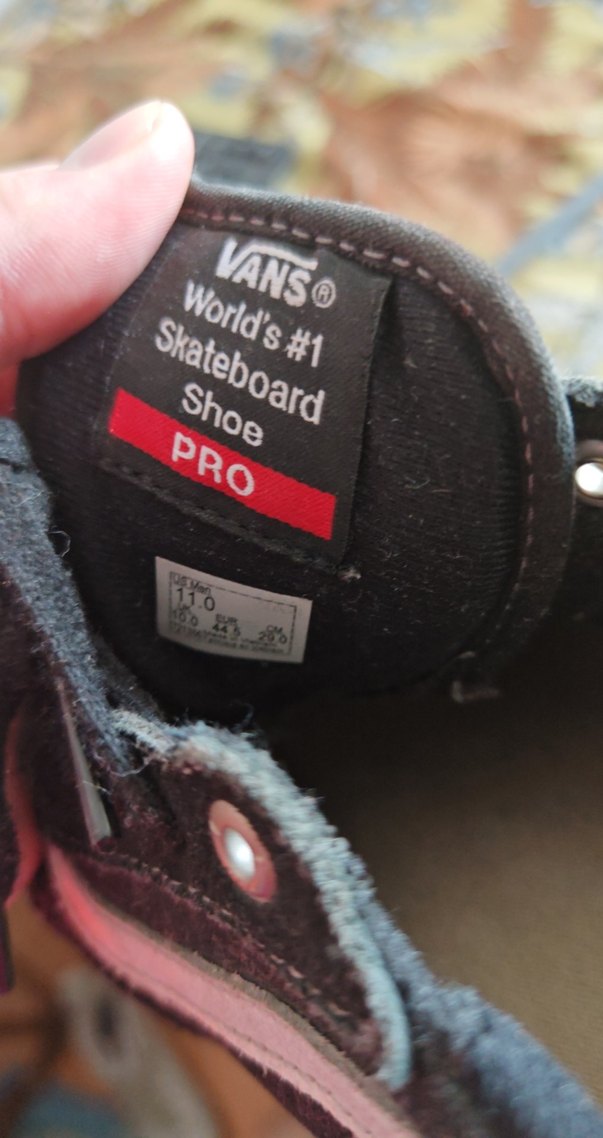 VANS®
World's #1
Skateboard
Shoe
PRO
US Men
11.0
UK EUR CM
10.0 44.5 29.0